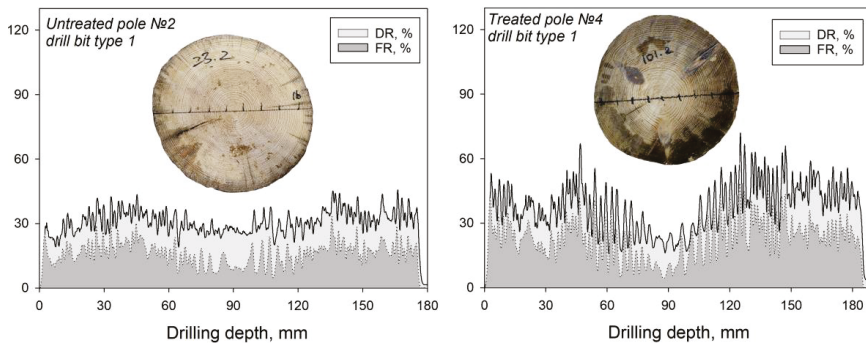 Untreated pole №2
drill bit type 1
DR, %
FR, %
23.2
16
120
90
60
30
0
0 30 60 90 120 150 180
Drilling depth, mm
Treated pole №4
drill bit type 1
DR, %
FR, %
101.2
120
90
60
30
0
0 30 60 90 120 150 180
Drilling depth, mm